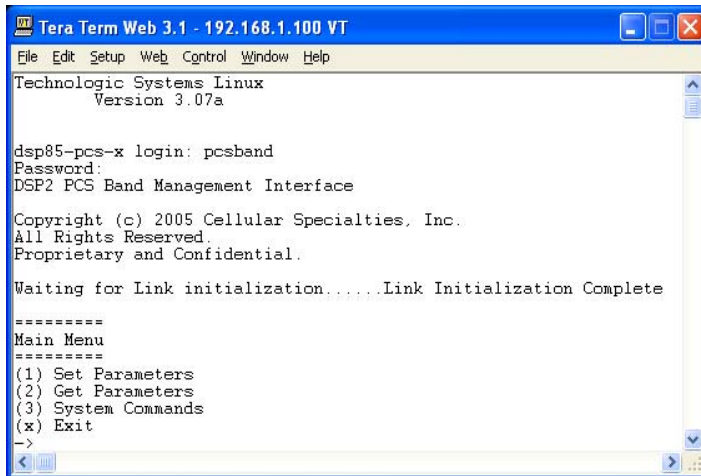 Tera Term Web 3.1 - 192.168.1.100 VT
File Edit Setup Web Control Window Help
Technologic Systems Linux
Version 3.07a
dsp85-pcs-x login: pcsband
Password:
DSP2 PCS Band Management Interface
Copyright (c) 2005 Cellular Specialties, Inc.
All Rights Reserved.
Proprietary and Confidential.
Waiting for Link initialization......Link Initialization Complete
=========
Main Menu
=========
(1) Set Parameters
(2) Get Parameters
(3) System Commands
(x) Exit
->